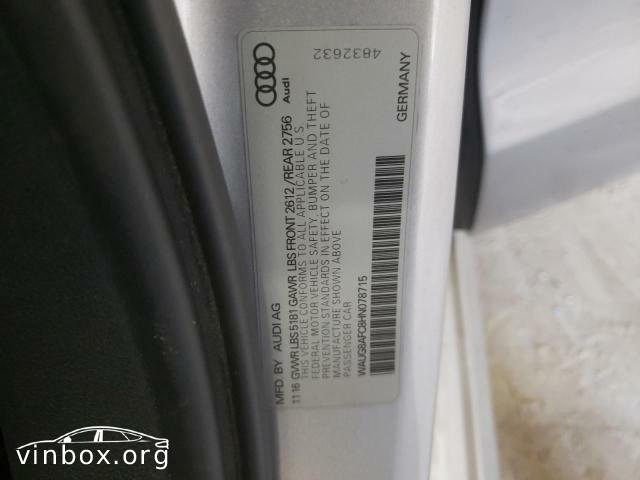 MFD. BY AUDI AG
11 16 GVWR LBS 5181 GAWR LBS FRONT 2612 / REAR 2756
THIS VEHICLE CONFORMS TO ALL APPLICABLE U S
FEDERAL MOTOR VEHICLE SAFETY, BUMPER AND THEFT
PREVENTION STANDARDS IN EFFECT ON THE DATE OF
MANUFACTURE SHOWN ABOVE
PASSENGER CAR
WAUG8AFC8HN078715
GERMANY
Audi
4832632
vinbox.org